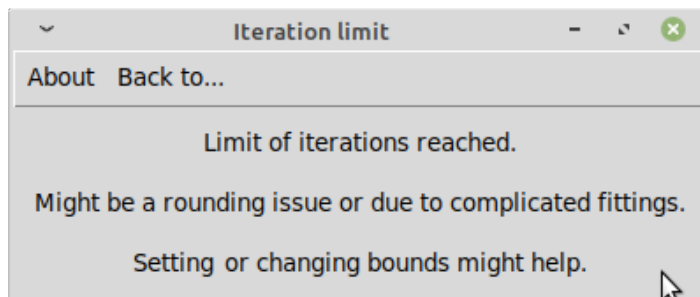 Iteration limit
About Back to...
Limit of iterations reached.
Might be a rounding issue or due to complicated fittings.
Setting or changing bounds might help.